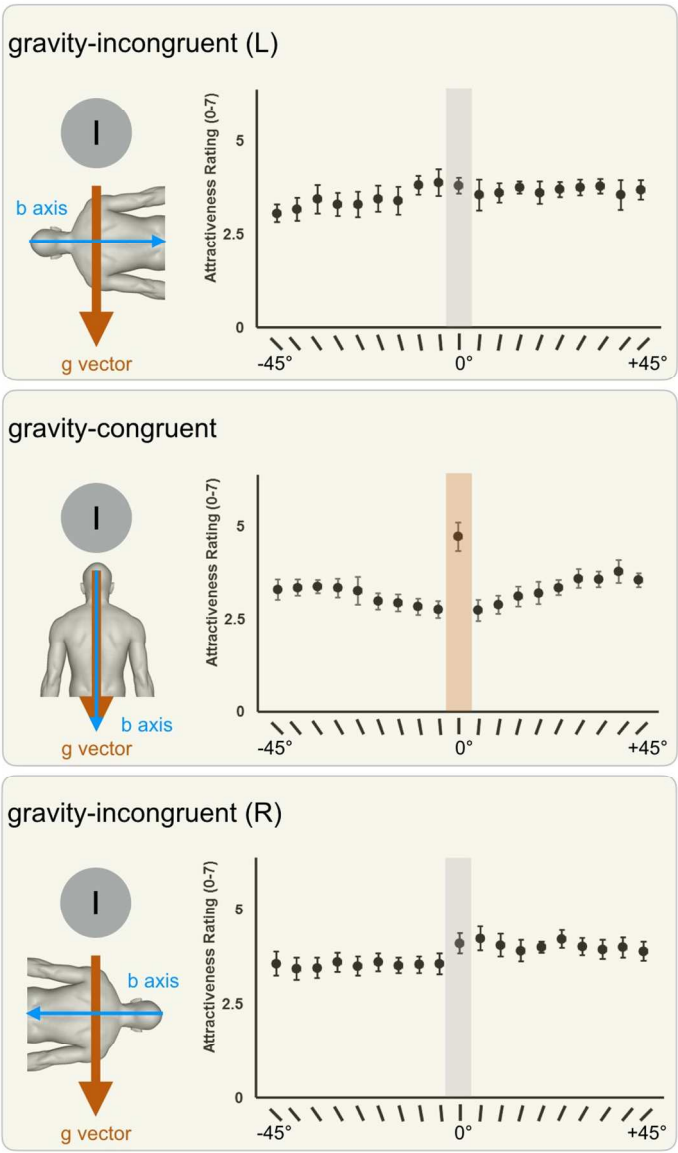 gravity-incongruent (L)
b axis
g vector
Attractiveness Rating (0-7)
5
2.5
0
-45°
0°
+45°
gravity-congruent
b axis
g vector
Attractiveness Rating (0-7)
5
2.5
0
-45°
0°
+45°
gravity-incongruent (R)
b axis
g vector
Attractiveness Rating (0-7)
5
2.5
0
-45°
0°
+45°